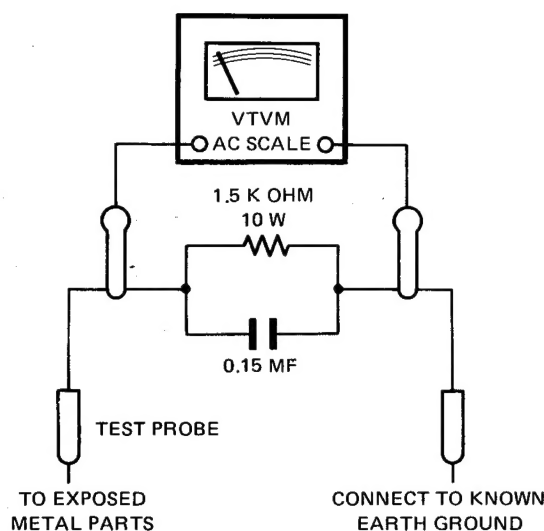 VTVM
AC SCALE
1.5 K OHM
10 W
0.15 MF
TEST PROBE
TO EXPOSED
METAL PARTS
CONNECT TO KNOWN
EARTH GROUND